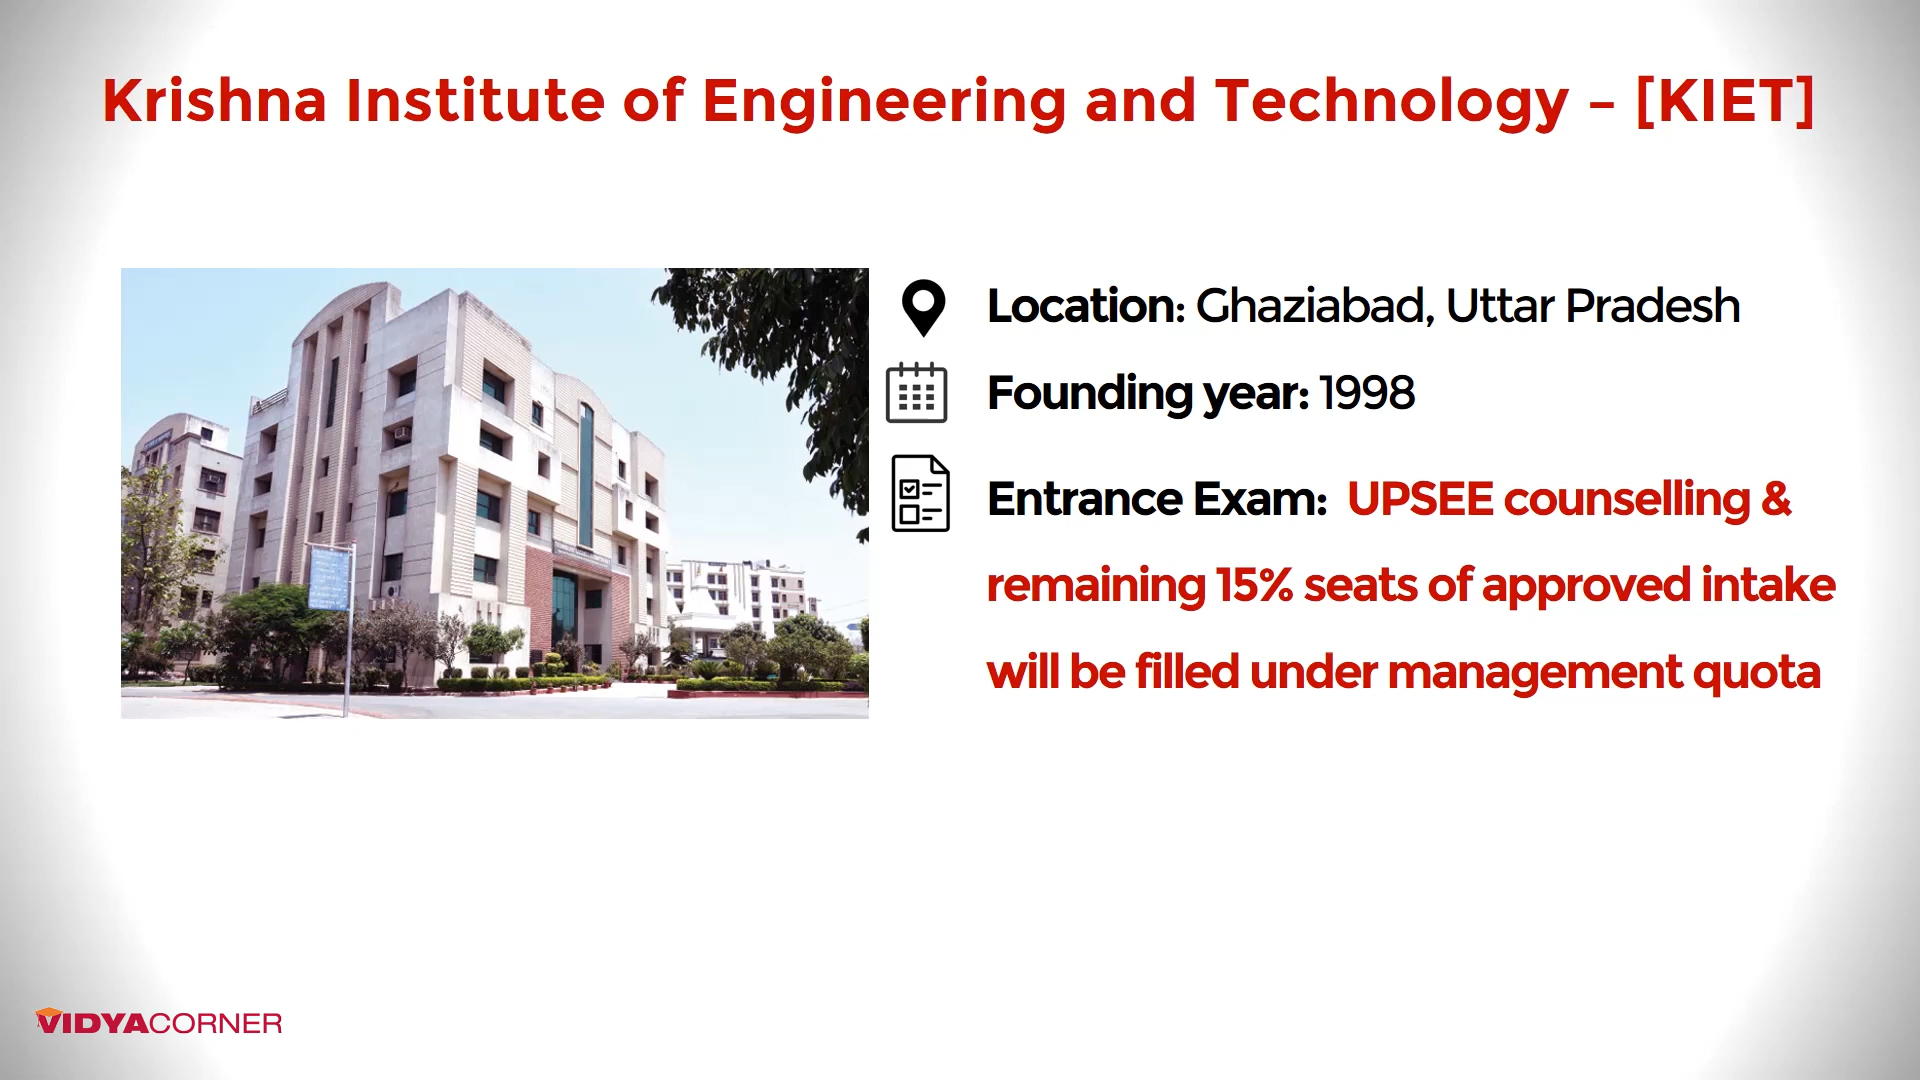 Krishna Institute of Engineering and Technology – [KIET]
Location: Ghaziabad, Uttar Pradesh
Founding year: 1998
Entrance Exam: UPSEE counselling &
remaining 15% seats of approved intake
will be filled under management quota
VIDYACORNER